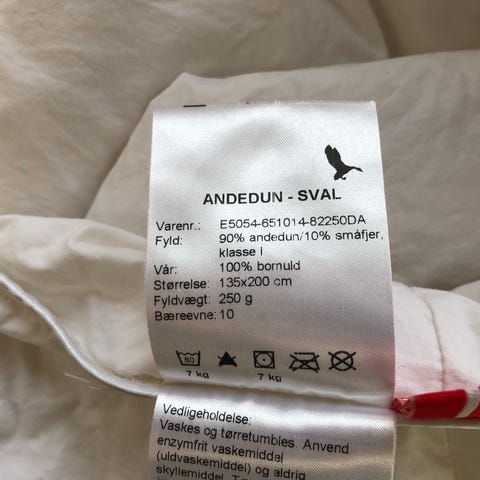 ANDEDUN - SVAL
Varenr.: E5054-651014-82250DA
Fyld: 90% andedun/10% småfjer,
klasse I
Vår: 100% bomuld
Størrelse: 135x200 cm
Fyldvægt: 250 g
Bæreevne: 10
60
7 kg 7 kg
Vedligeholdelse:
Vaskes og tørretumbles. Anvend
enzymfrit vaskemiddel
(uldvaskemiddel) og aldrig
skyllemiddel.